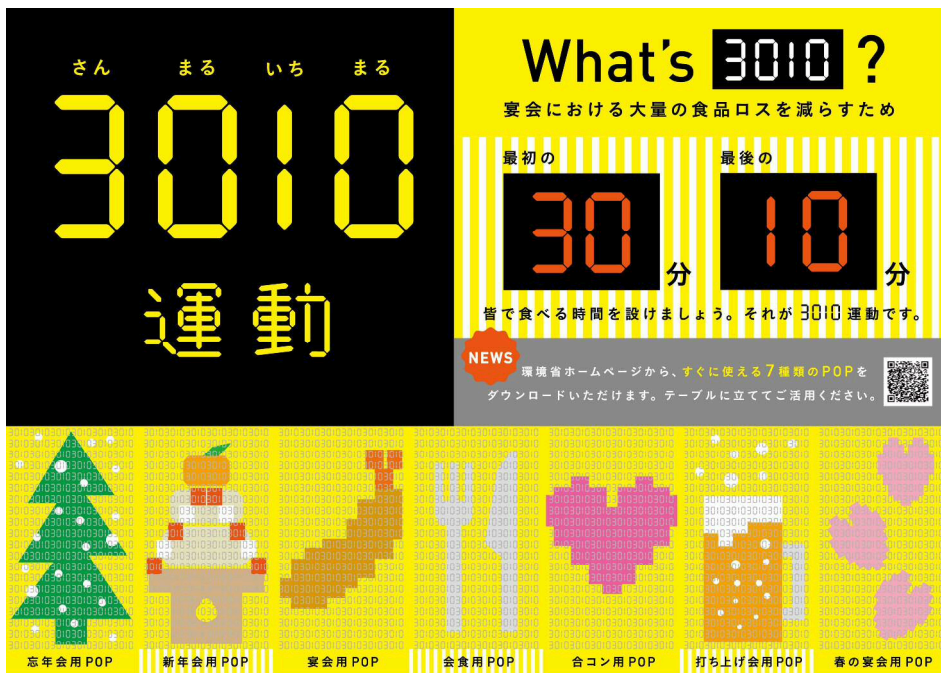 さん まる いち まる
3010
運動
What's 3010 ?
宴会における大量の食品ロスを減らすため
最初の
30分
最後の
10分
皆で食べる時間を設けましょう。それが 3010 運動です。
NEWS
環境省ホームページから、すぐに使える7種類のPOPを
ダウンロードいただけます。テーブルに立ててご活用ください。
忘年会用POP
新年会用POP
宴会用POP
会食用POP
合コン用POP
打ち上げ会用POP
春の宴会用POP